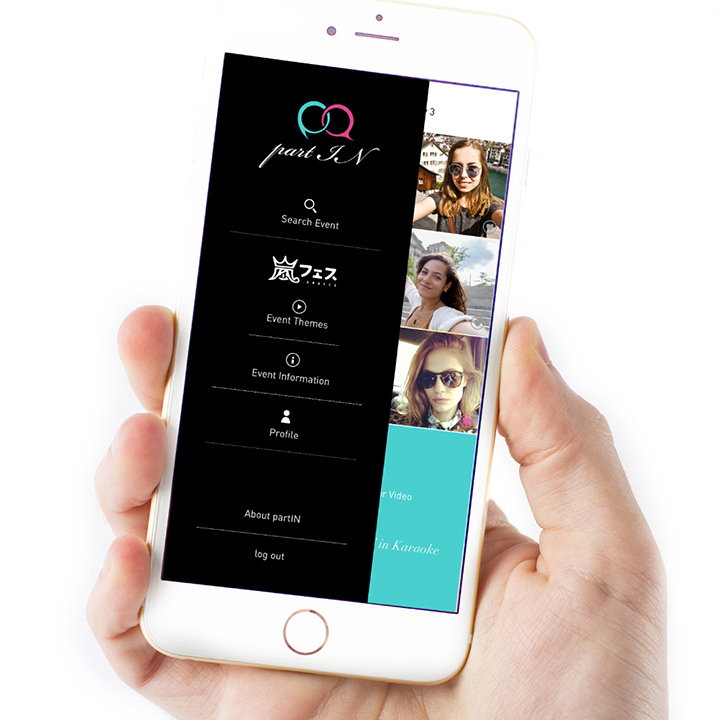 part IN
Search Event
嵐フェス
Event Themes
Event Information
Profile
About partIN
log out
3
ur Video
in Karaoke